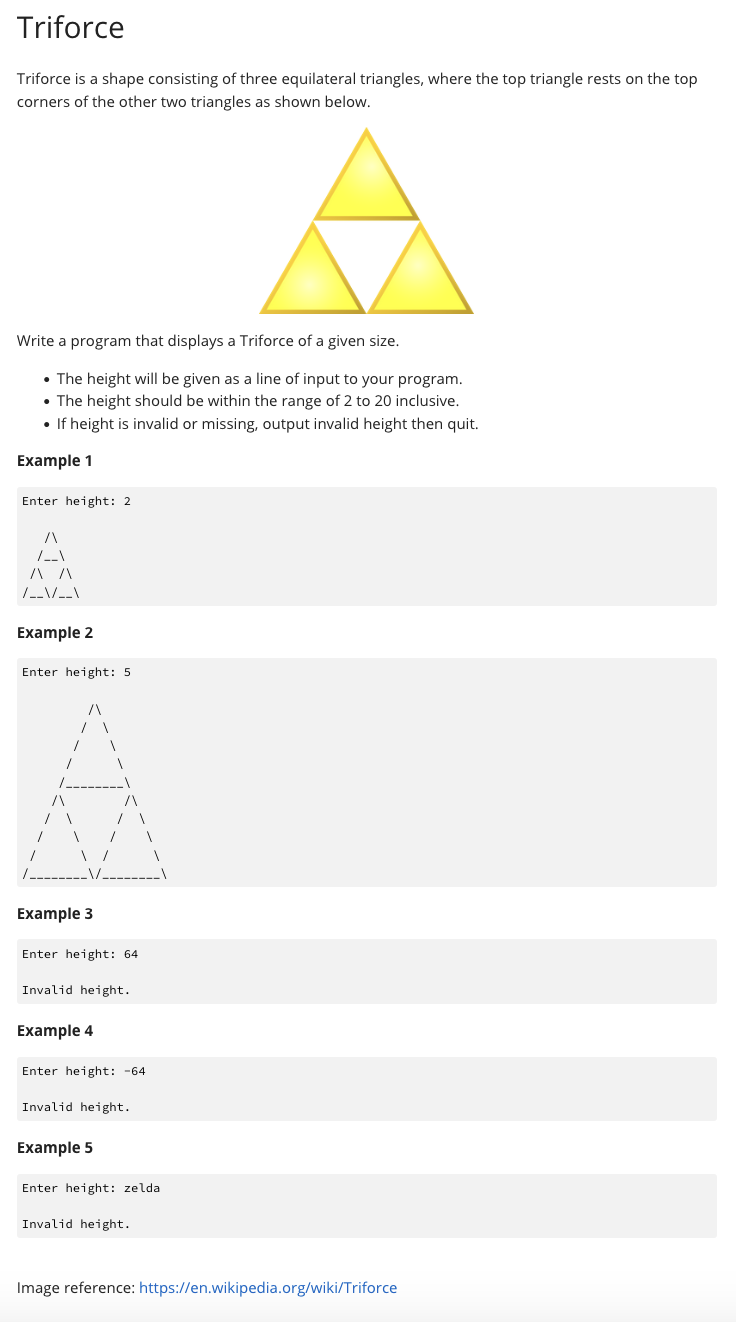 Triforce
Triforce is a shape consisting of three equilateral triangles, where the top triangle rests on the top
corners of the other two triangles as shown below.
Write a program that displays a Triforce of a given size.
• The height will be given as a line of input to your program.
• The height should be within the range of 2 to 20 inclusive.
• If height is invalid or missing, output invalid height then quit.
Example 1
Enter height: 2
   /\
  /__\
 /\  /\
/__\/__\
Example 2
Enter height: 5
         /\
        /  \
       /    \
      /      \
     /________\
    /\        /\
   /  \      /  \
  /    \    /    \
 /      \  /      \
/________\/________\
Example 3
Enter height: 64
Invalid height.
Example 4
Enter height: -64
Invalid height.
Example 5
Enter height: zelda
Invalid height.
Image reference: https://en.wikipedia.org/wiki/Triforce